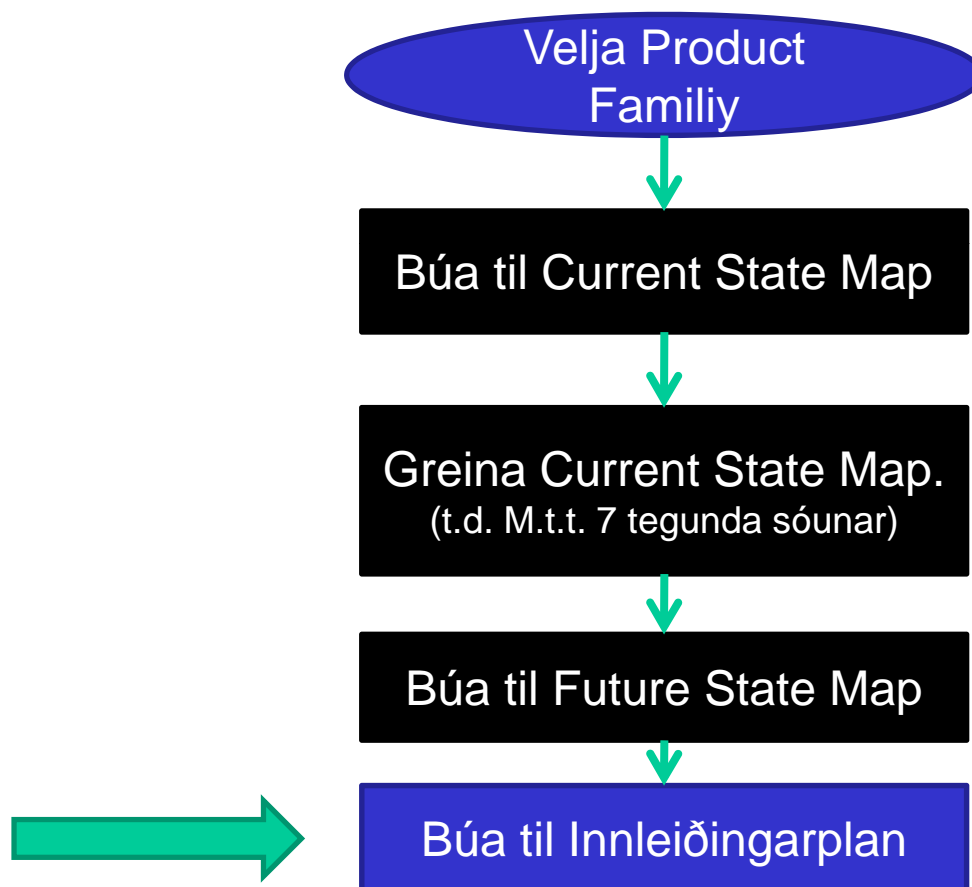 Velja Product
Familiy
Búa til Current State Map
Greina Current State Map.
(t.d. M.t.t. 7 tegunda sóunar)
Búa til Future State Map
Búa til Innleiðingarplan